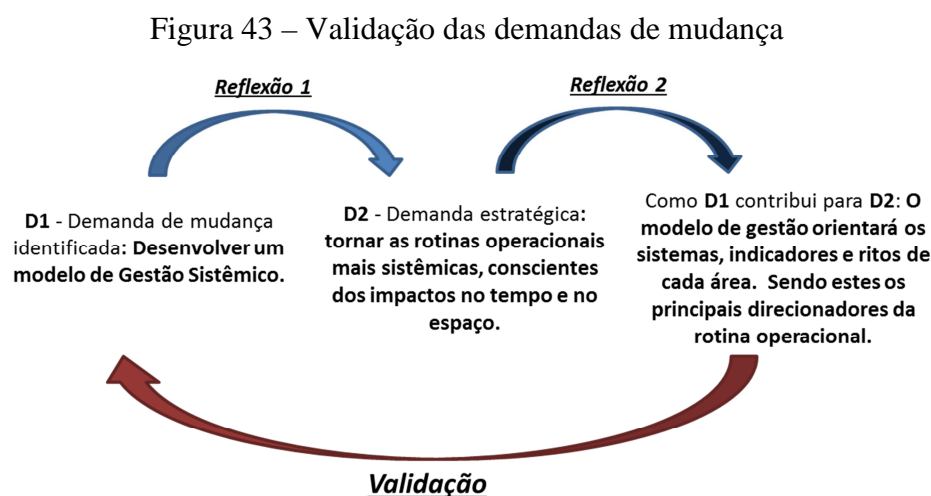 Figura 43 – Validação das demandas de mudança
Reflexão 1
Reflexão 2
D1 - Demanda de mudança
identificada: Desenvolver um
modelo de Gestão Sistêmico.
D2 - Demanda estratégica:
tornar as rotinas operacionais
mais sistêmicas, conscientes
dos impactos no tempo e no
espaço.
Como D1 contribui para D2: O
modelo de gestão orientará os
sistemas, indicadores e ritos de
cada área. Sendo estes os
principais direcionadores da
rotina operacional.
Validação